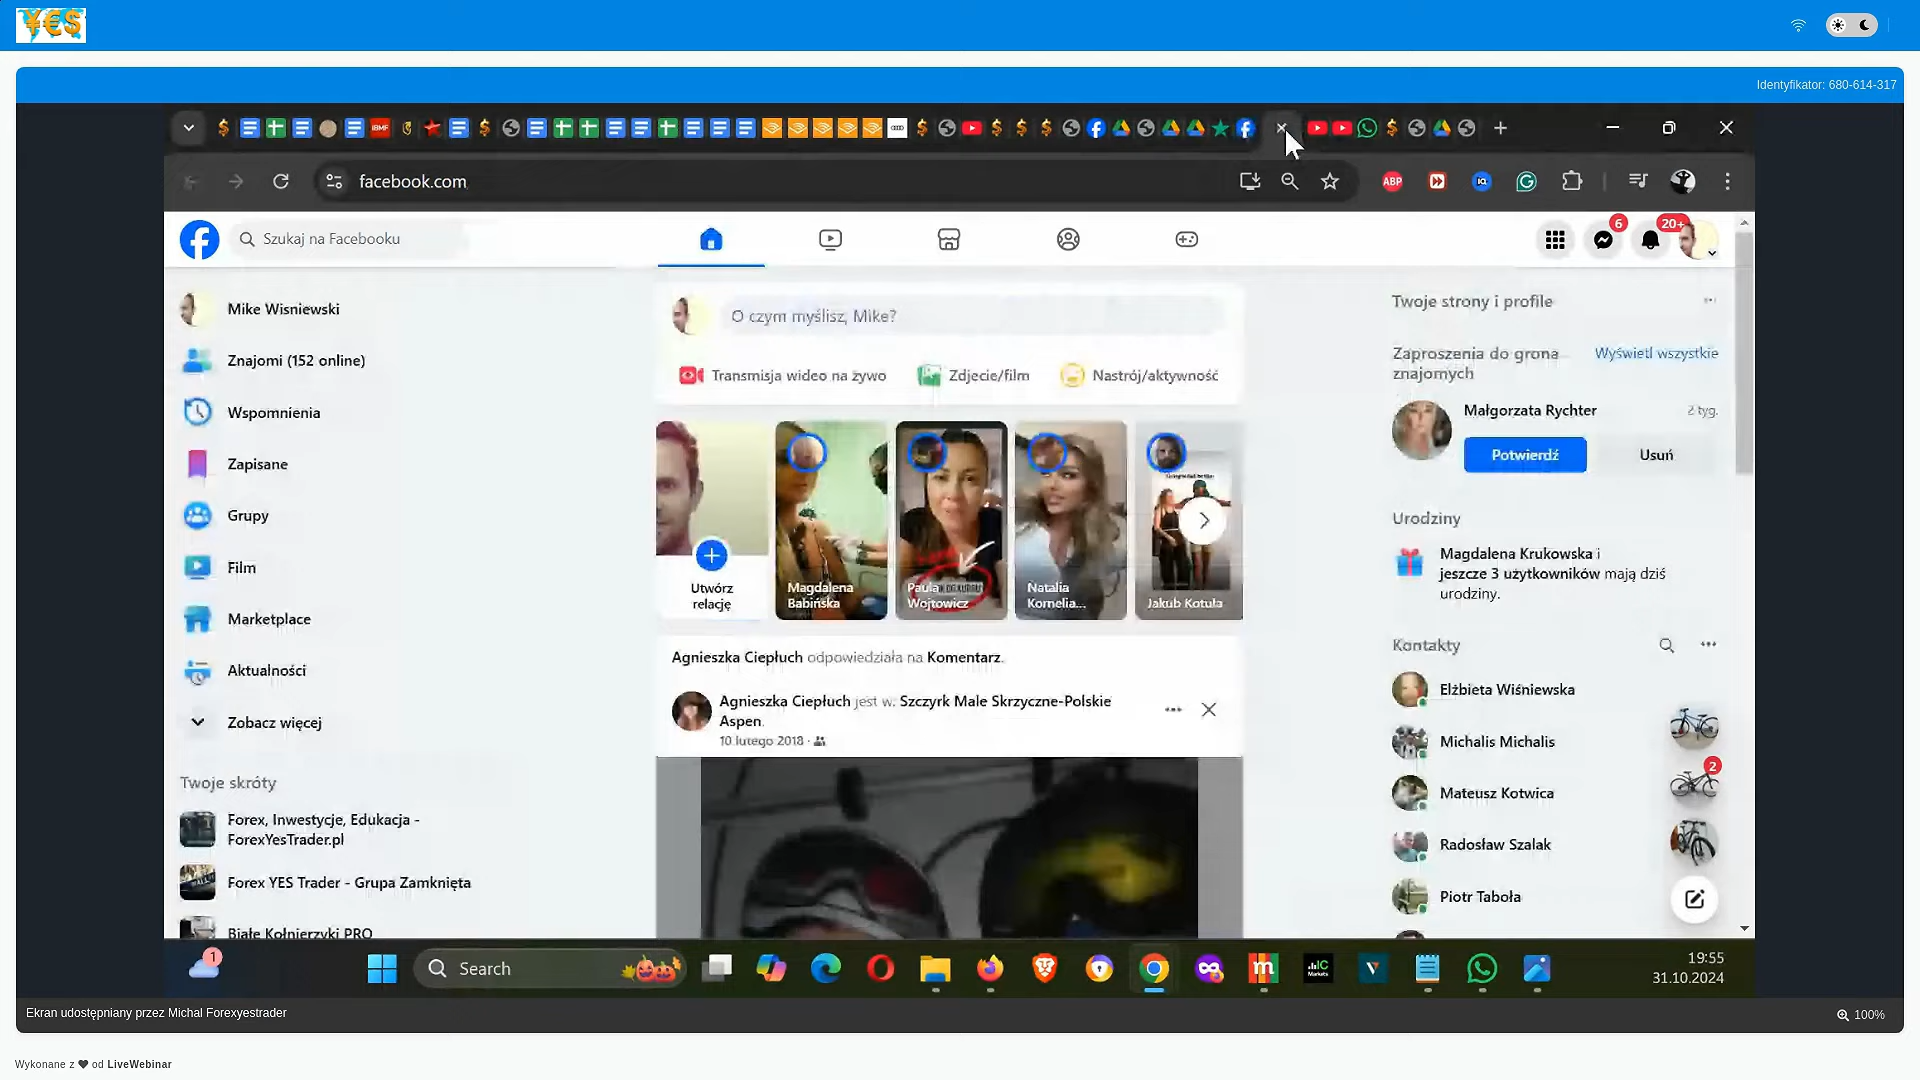 ¥€$
Identyfikator: 680-614-317
facebook.com
ABP
Szukaj na Facebooku
6
20+
Mike Wisniewski
Znajomi (152 online)
Wspomnienia
Zapisane
Grupy
Film
Marketplace
Aktualności
Zobacz więcej
Twoje skróty
Forex, Inwestycje, Edukacja -
ForexYesTrader.pl
Forex YES Trader - Grupa Zamknięta
Białe Kołnierzyki PRO
O czym myślisz, Mike?
Transmisja wideo na żywo
Zdjęcie/film
Nastrój/aktywność
Utwórz
relację
Magdalena
Babińska
Paula
Wojtowicz
Natalia
Kornelia...
Jakub Kotuła
Agnieszka Ciepłuch odpowiedziała na Komentarz.
Agnieszka Ciepłuch jest w: Szczyrk Male Skrzyczne-Polskie
Aspen.
10 lutego 2018 ·
Twoje strony i profile
Zaproszenia do grona
znajomych
Wyświetl wszystkie
Małgorzata Rychter
2 tyg.
Potwierdź
Usuń
Urodziny
Magdalena Krukowska i
jeszcze 3 użytkowników mają dziś
urodziny.
Kontakty
Elżbieta Wiśniewska
Michalis Michalis
Mateusz Kotwica
2
Radosław Szalak
Piotr Taboła
1
Search
m
IC
Markets
19:55
31.10.2024
Ekran udostępniany przez Michal Forexyestrader
100%
Wykonane z ❤ od LiveWebinar